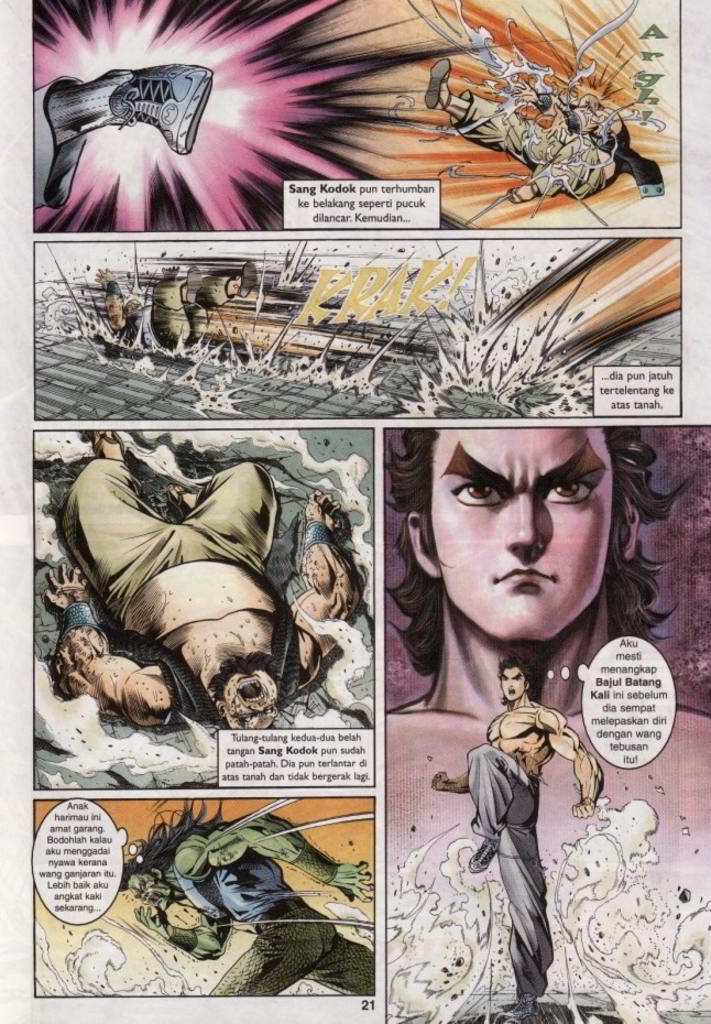 Argh!
Sang Kodok pun terhumban
ke belakang seperti pucuk
dilancar. Kemudian...
KRAK!
...dia pun jatuh
tertelentang ke
atas tanah.
Tulang-tulang kedua-dua belah
tangan Sang Kodok pun sudah
patah-patah. Dia pun terlantar di
atas tanah dan tidak bergerak lagi.
Aku
mesti
menangkap
Bajul Batang
Kali ini sebelum
dia sempat
melepaskan diri
dengan wang
tebusan
itu!
Anak
harimau ini
amat garang.
Bodohlah kalau
aku menggadai
nyawa kerana
wang ganjaran itu.
Lebih baik aku
angkat kaki
sekarang...
21